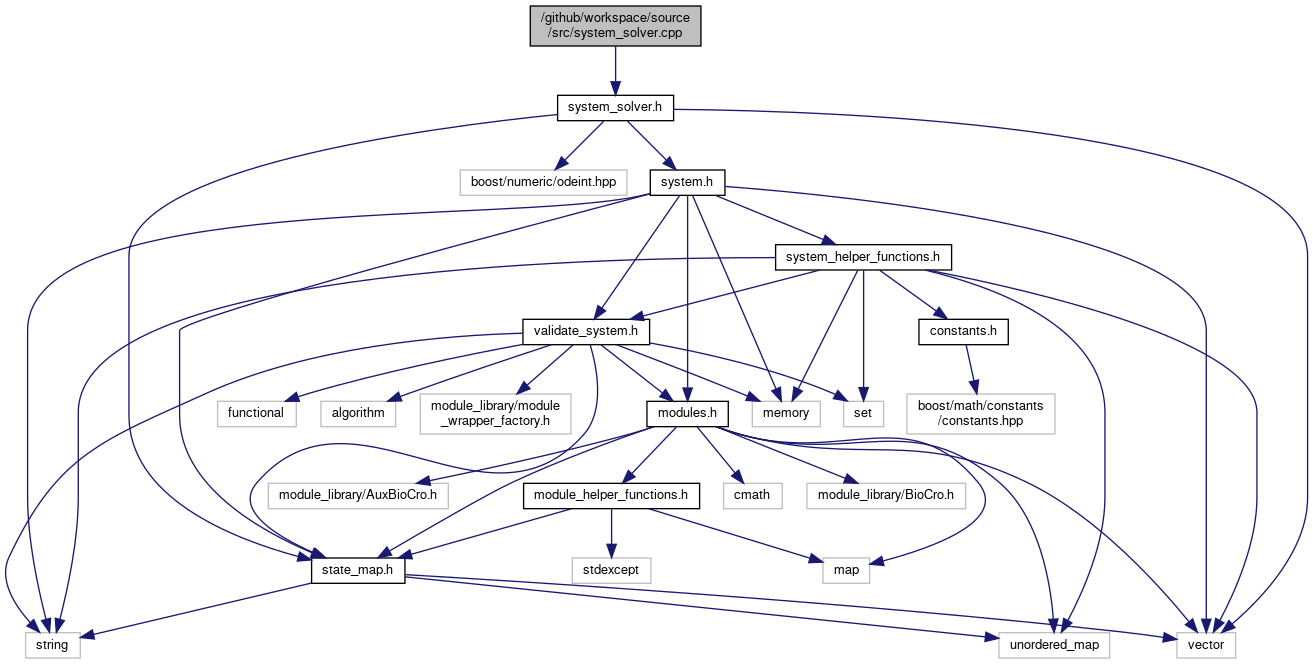 /github/workspace/source
/src/system_solver.cpp
system_solver.h
boost/numeric/odeint.hpp
system.h
system_helper_functions.h
validate_system.h
constants.h
functional
algorithm
module_library/module
_wrapper_factory.h
modules.h
memory
set
boost/math/constants
/constants.hpp
module_library/AuxBioCro.h
module_helper_functions.h
cmath
module_library/BioCro.h
state_map.h
stdexcept
map
string
unordered_map
vector